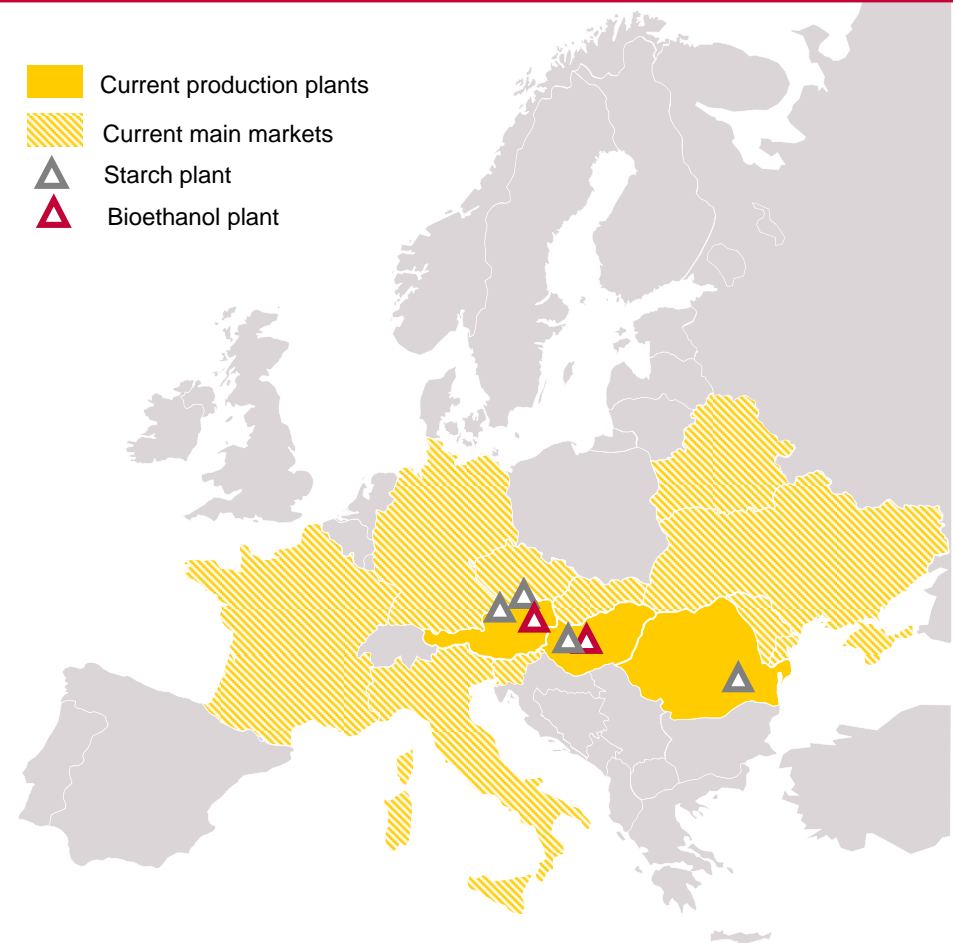 Current production plants
Current main markets
Starch plant
Bioethanol plant